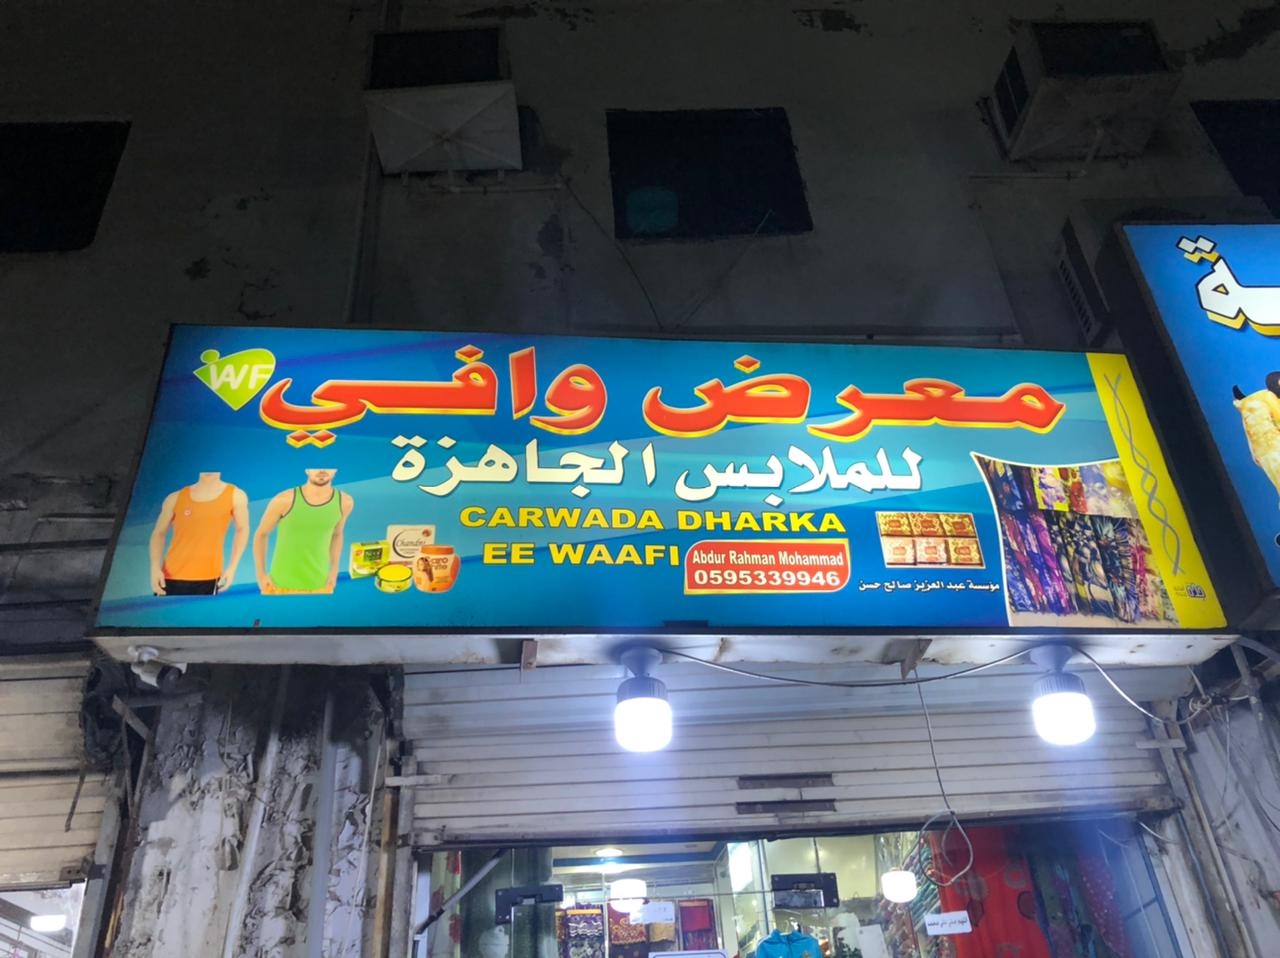 WF
معرض وافي
للملابس الجاهزة
CARWADA DHARKA
EE WAAFI
Abdur Rahman Mohammad
0595339946
مؤسسة عبد العزيز صالح حسن